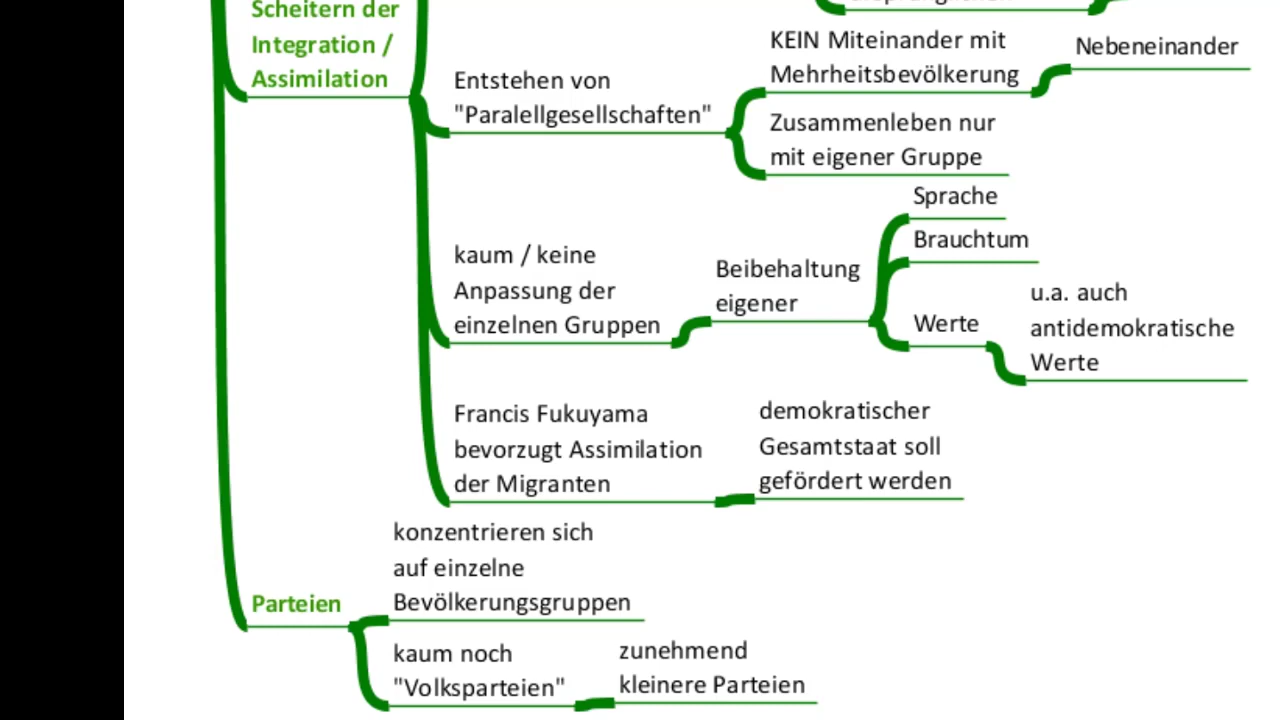 Scheitern der
Integration /
Assimilation
Entstehen von
"Paralellgesellschaften"
KEIN Miteinander mit
Mehrheitsbevölkerung
Nebeneinander
Zusammenleben nur
mit eigener Gruppe
kaum / keine
Anpassung der
einzelnen Gruppen
Beibehaltung
eigener
Sprache
Brauchtum
Werte
u.a. auch
antidemokratische
Werte
Francis Fukuyama
bevorzugt Assimilation
der Migranten
demokratischer
Gesamtstaat soll
gefördert werden
Parteien
konzentrieren sich
auf einzelne
Bevölkerungsgruppen
kaum noch
"Volksparteien"
zunehmend
kleinere Parteien